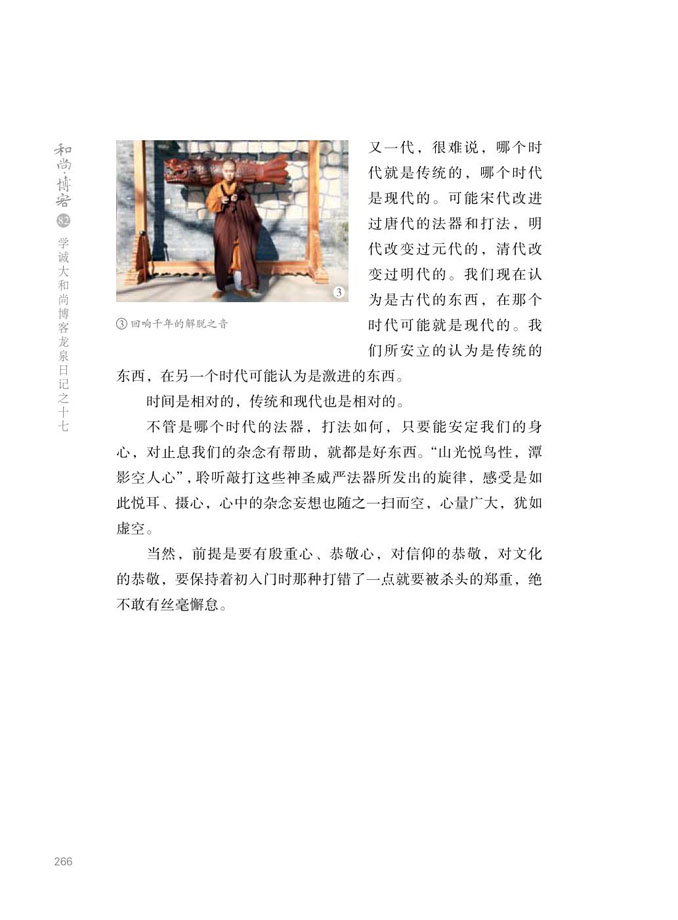 和尚·博客
82
学诚大和尚博客龙泉日记之十七
3
③ 回响千年的解脱之音
又一代，很难说，哪个时
代就是传统的，哪个时代
是现代的。可能宋代改进
过唐代的法器和打法，明
代改变过元代的，清代改
变过明代的。我们现在认
为是古代的东西，在那个
时代可能就是现代的。我
们所安立的认为是传统的
东西，在另一个时代可能认为是激进的东西。
时间是相对的，传统和现代也是相对的。
不管是哪个时代的法器，打法如何，只要能安定我们的身
心，对止息我们的杂念有帮助，就都是好东西。“山光悦鸟性，潭
影空人心”，聆听敲打这些神圣威严法器所发出的旋律，感受是如
此悦耳、摄心，心中的杂念妄想也随之一扫而空，心量广大，犹如
虚空。
当然，前提是要有殷重心、恭敬心，对信仰的恭敬，对文化
的恭敬，要保持着初入门时那种打错了一点就要被杀头的郑重，绝
不敢有丝毫懈怠。
266